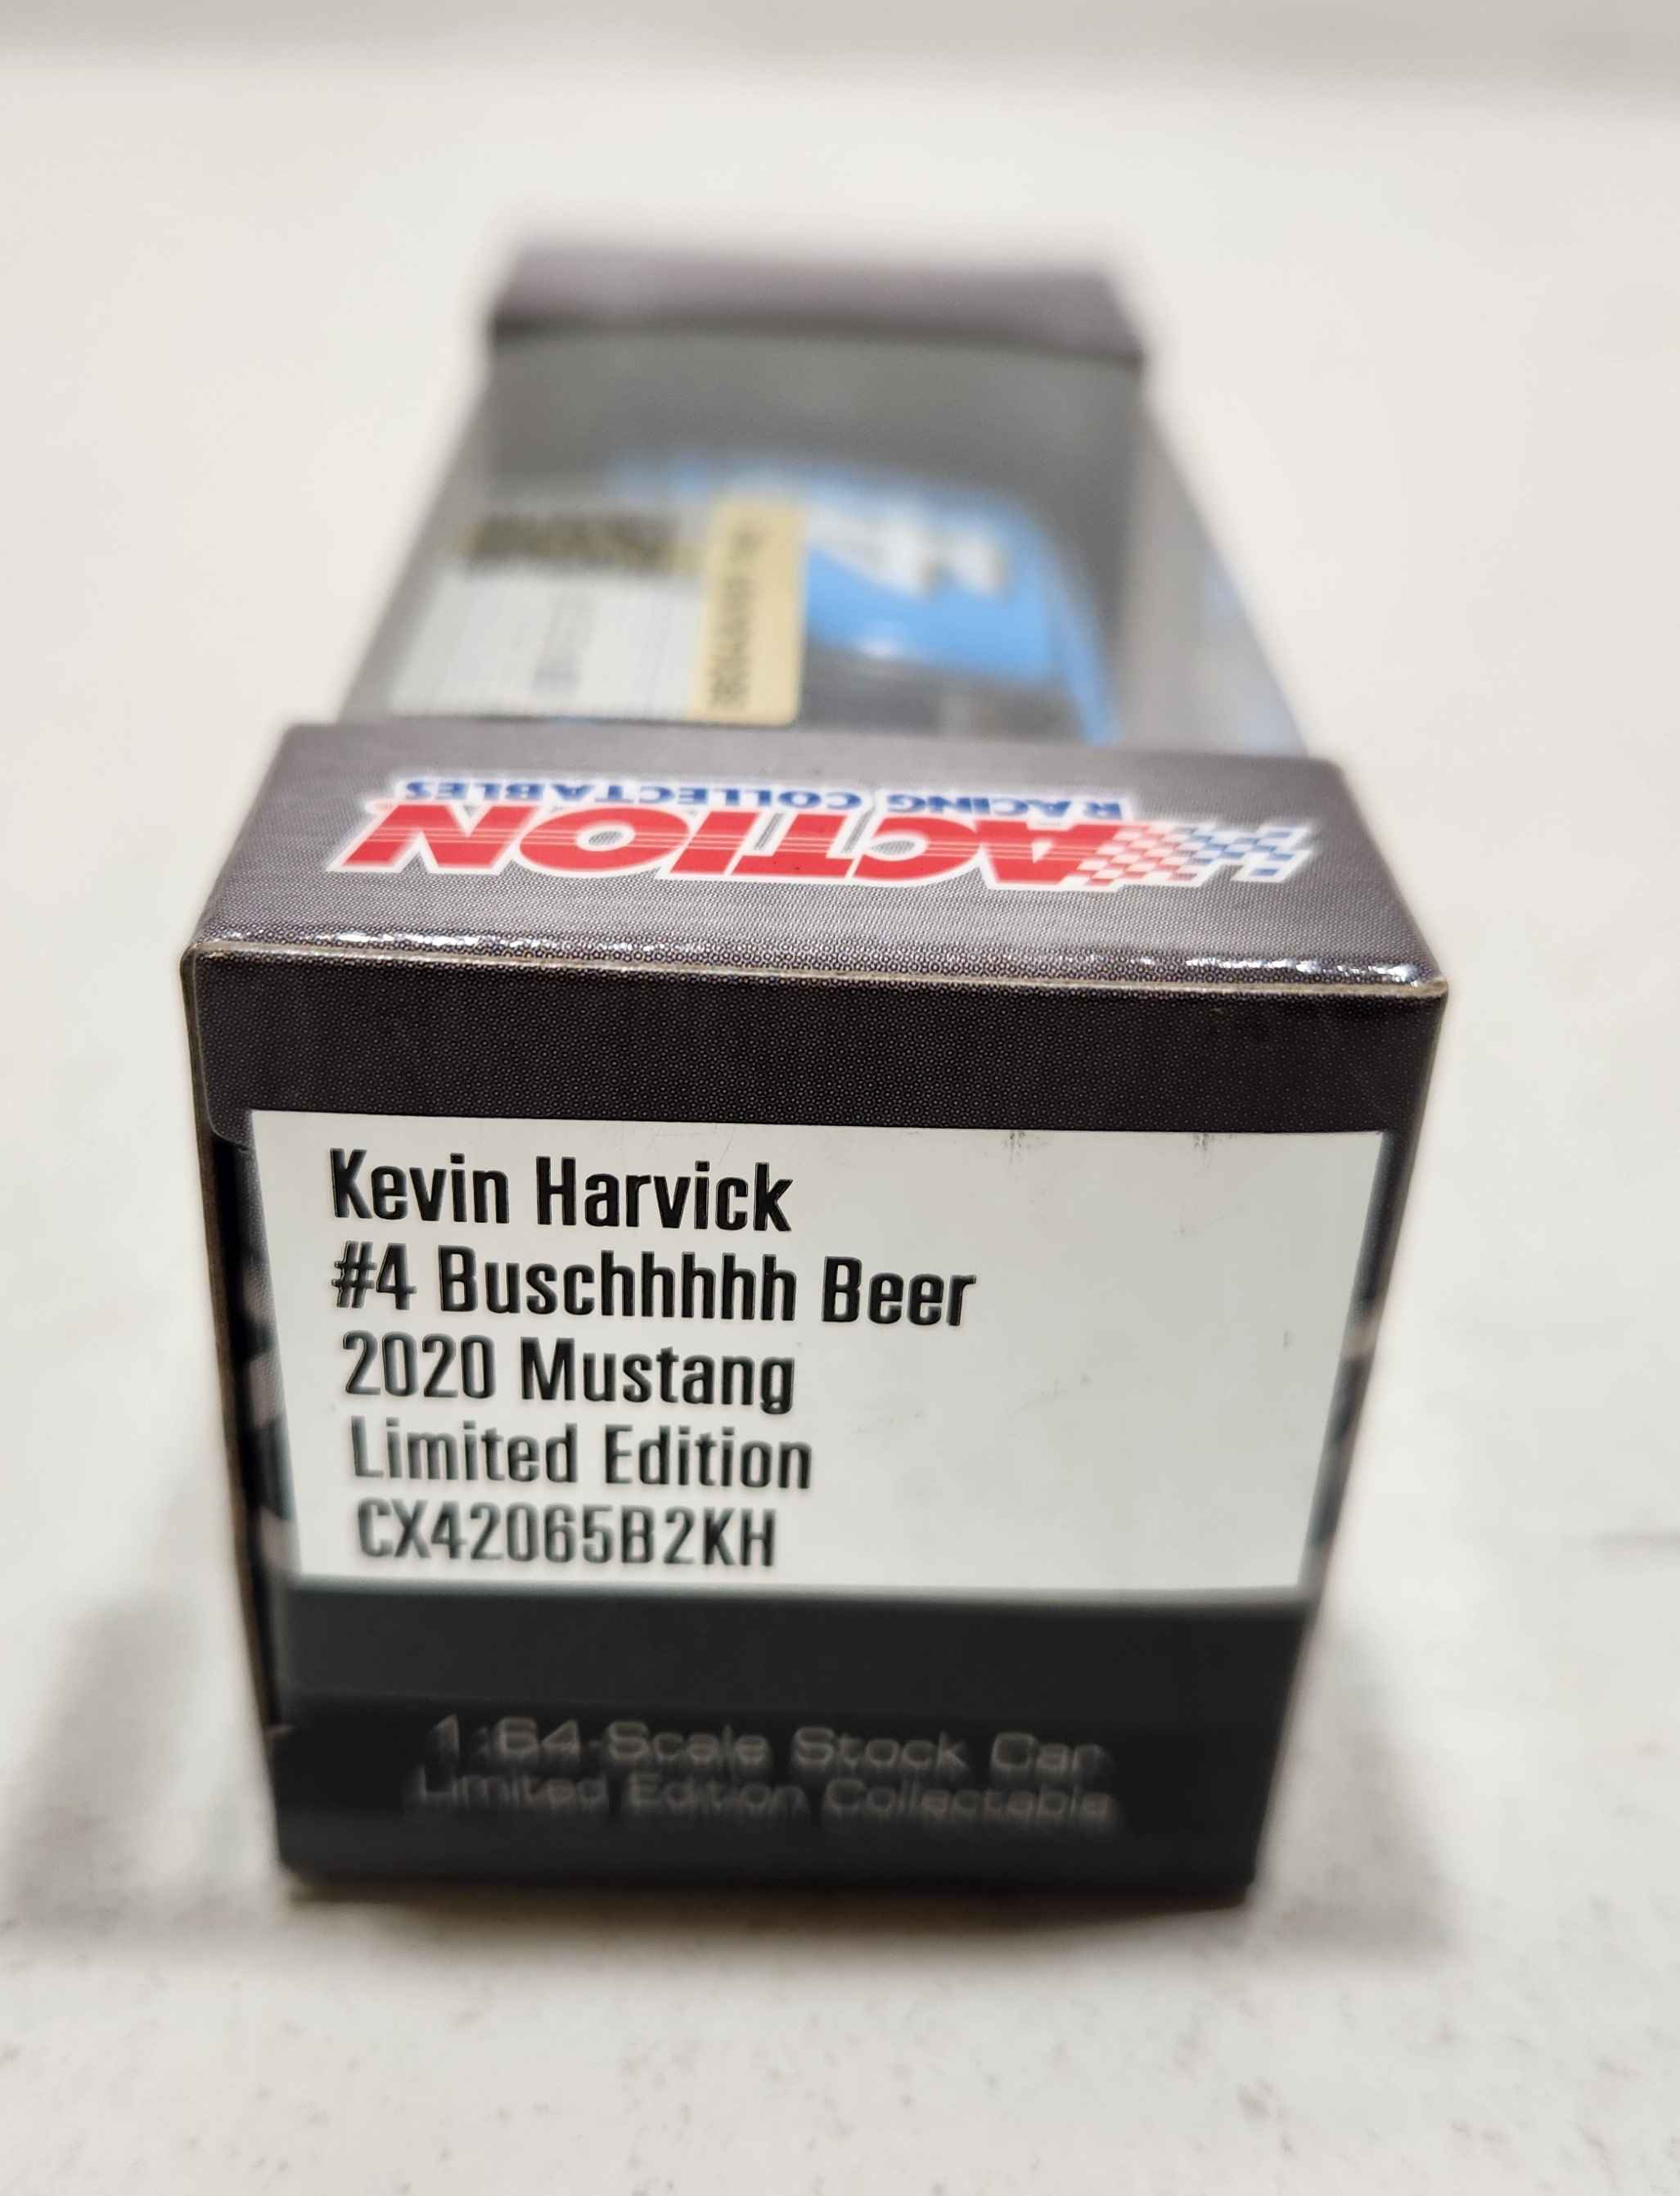 ACTION
RACING COLLECTABLES
Kevin Harvick
#4 Buschhhhh Beer
2020 Mustang
Limited Edition
CX42065B2KH
1:64-Scale Stock Car
Limited Edition Collectable